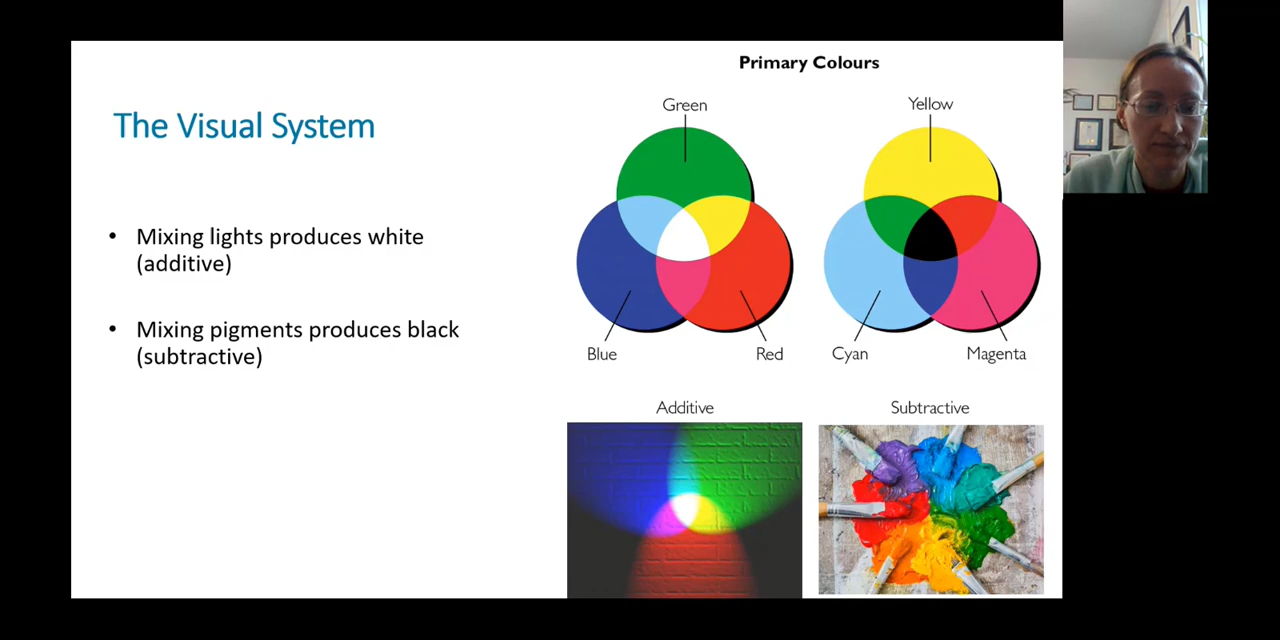 The Visual System
• Mixing lights produces white
(additive)
• Mixing pigments produces black
(subtractive)
Primary Colours
Green
Blue
Red
Yellow
Cyan
Magenta
Additive
Subtractive